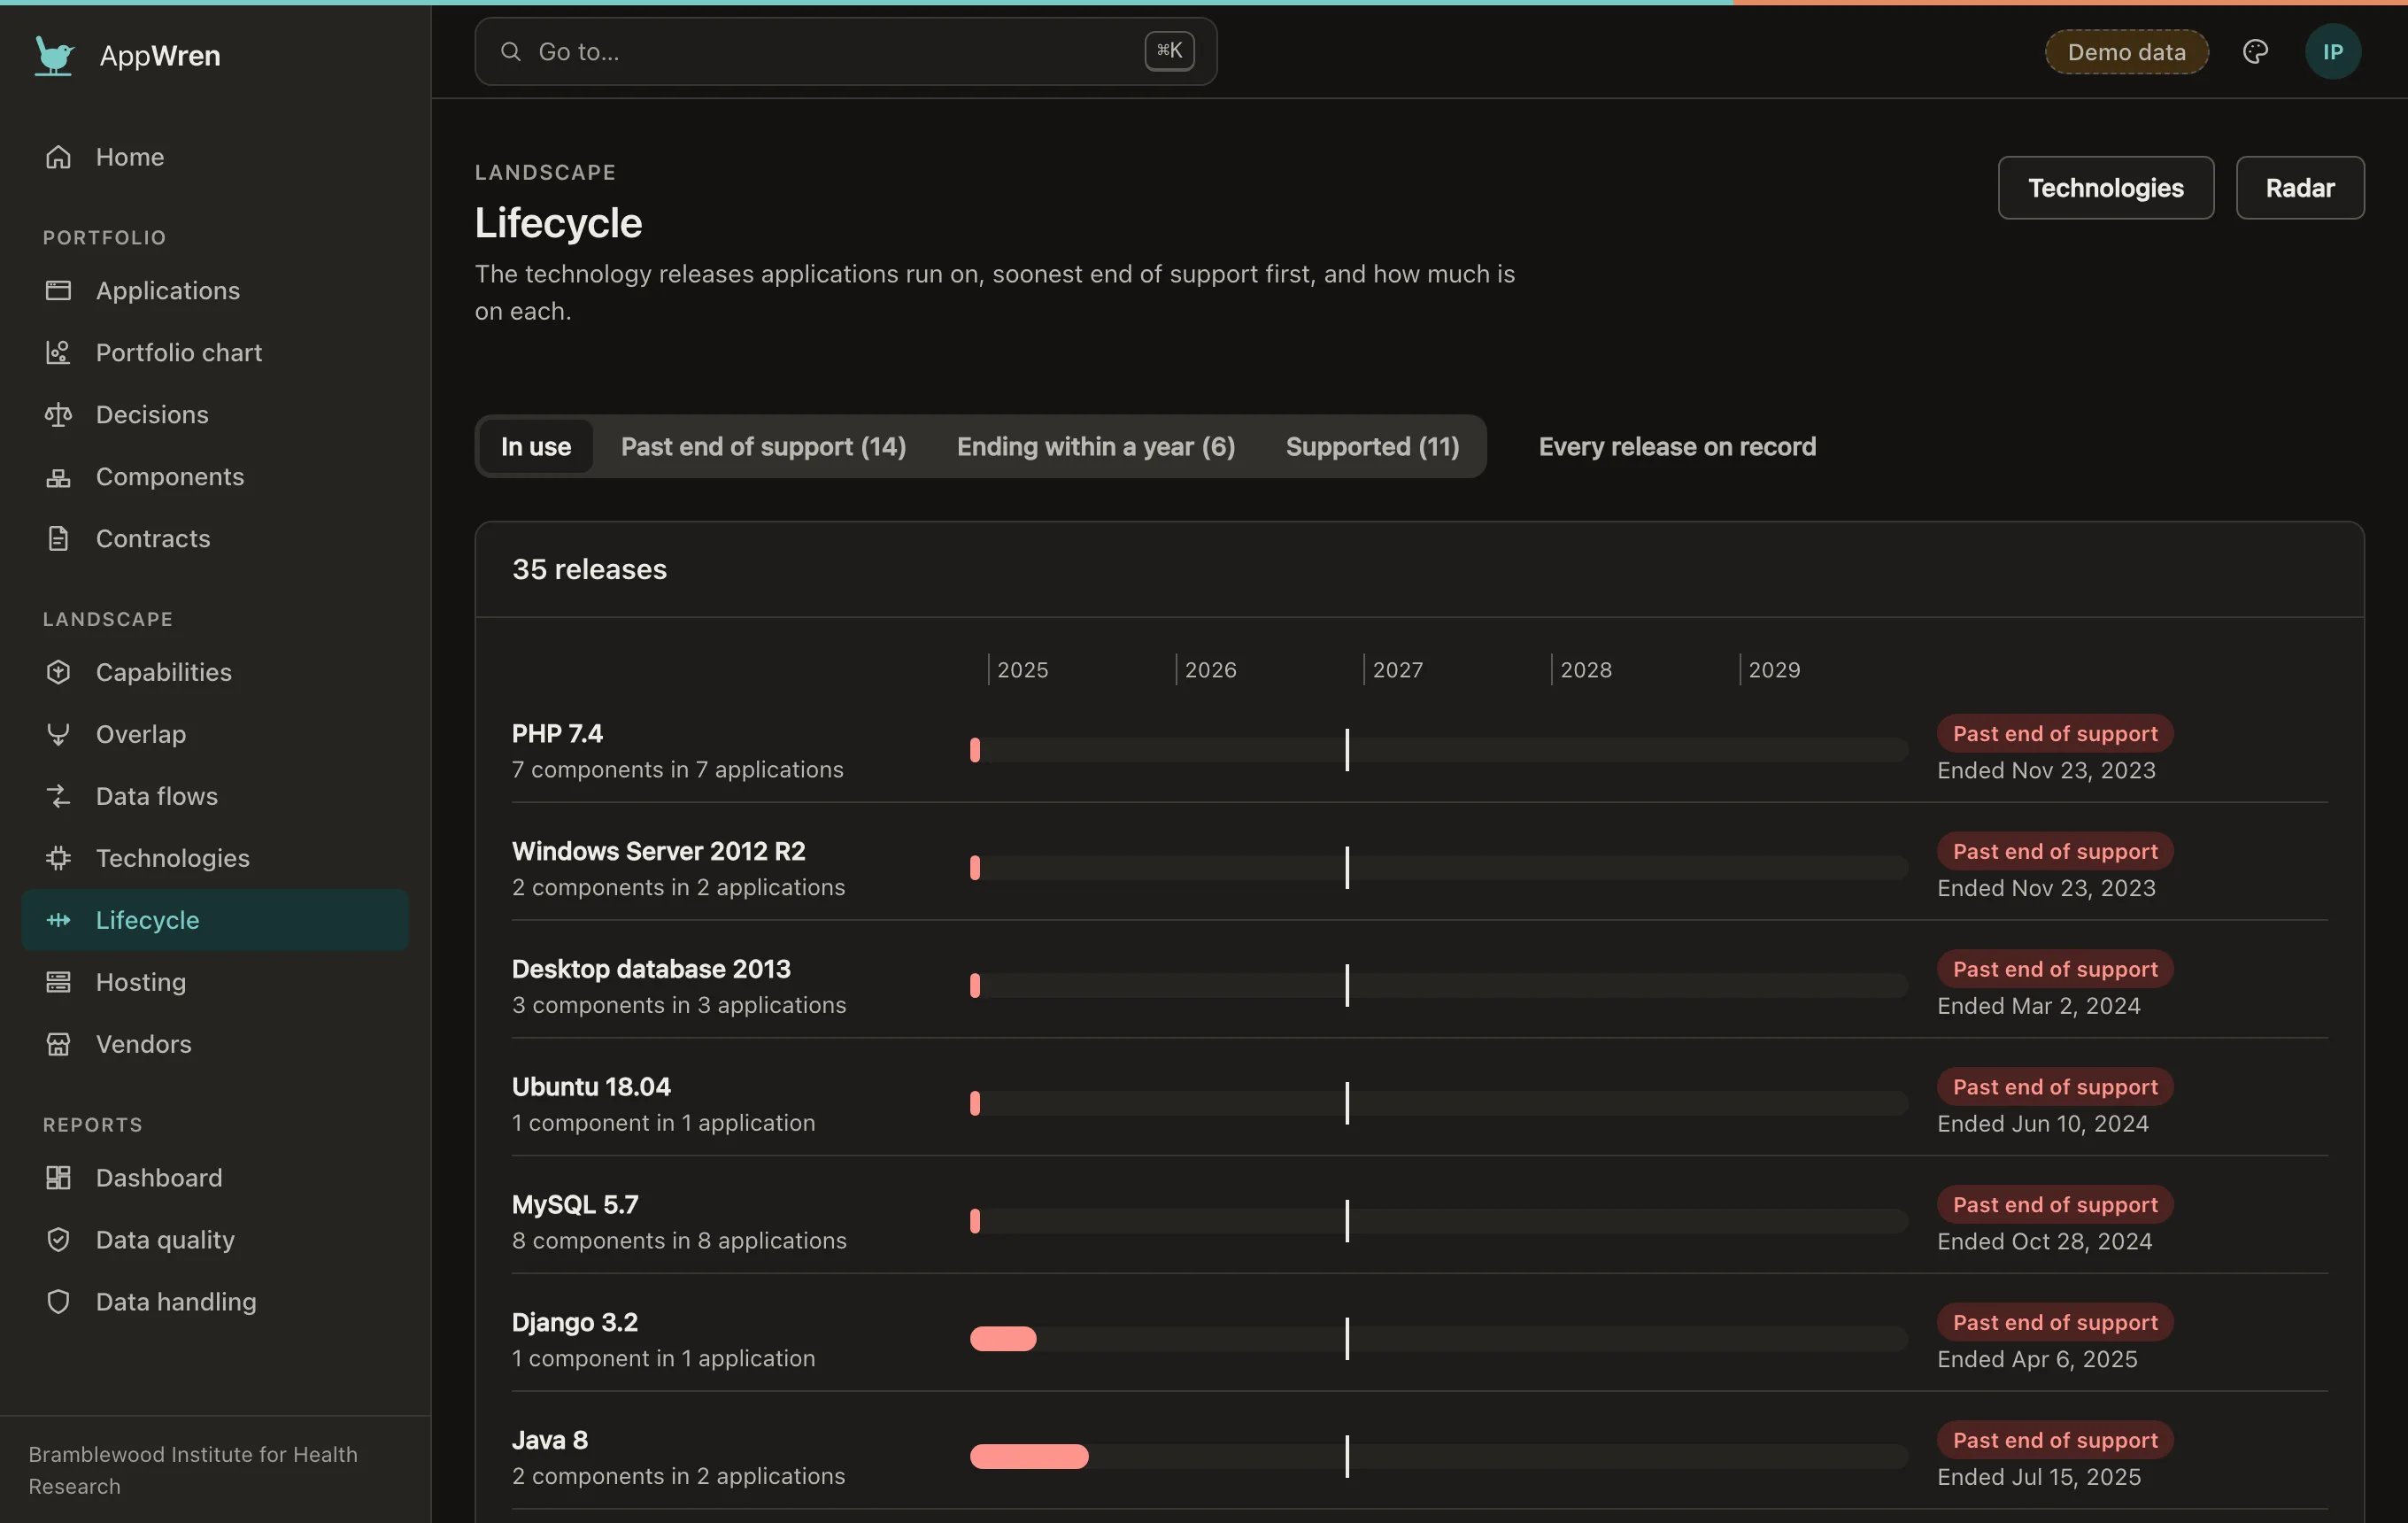 AppWren
Go to...
⌘K
Demo data
IP
Home
PORTFOLIO
Applications
Portfolio chart
Decisions
Components
Contracts
LANDSCAPE
Capabilities
Overlap
Data flows
Technologies
Lifecycle
Hosting
Vendors
REPORTS
Dashboard
Data quality
Data handling
Bramblewood Institute for Health
Research
LANDSCAPE
Lifecycle
The technology releases applications run on, soonest end of support first, and how much is
on each.
Technologies
Radar
In use
Past end of support (14)
Ending within a year (6)
Supported (11)
Every release on record
35 releases
2025
2026
2027
2028
2029
PHP 7.4
7 components in 7 applications
Past end of support
Ended Nov 23, 2023
Windows Server 2012 R2
2 components in 2 applications
Past end of support
Ended Nov 23, 2023
Desktop database 2013
3 components in 3 applications
Past end of support
Ended Mar 2, 2024
Ubuntu 18.04
1 component in 1 application
Past end of support
Ended Jun 10, 2024
MySQL 5.7
8 components in 8 applications
Past end of support
Ended Oct 28, 2024
Django 3.2
1 component in 1 application
Past end of support
Ended Apr 6, 2025
Java 8
2 components in 2 applications
Past end of support
Ended Jul 15, 2025